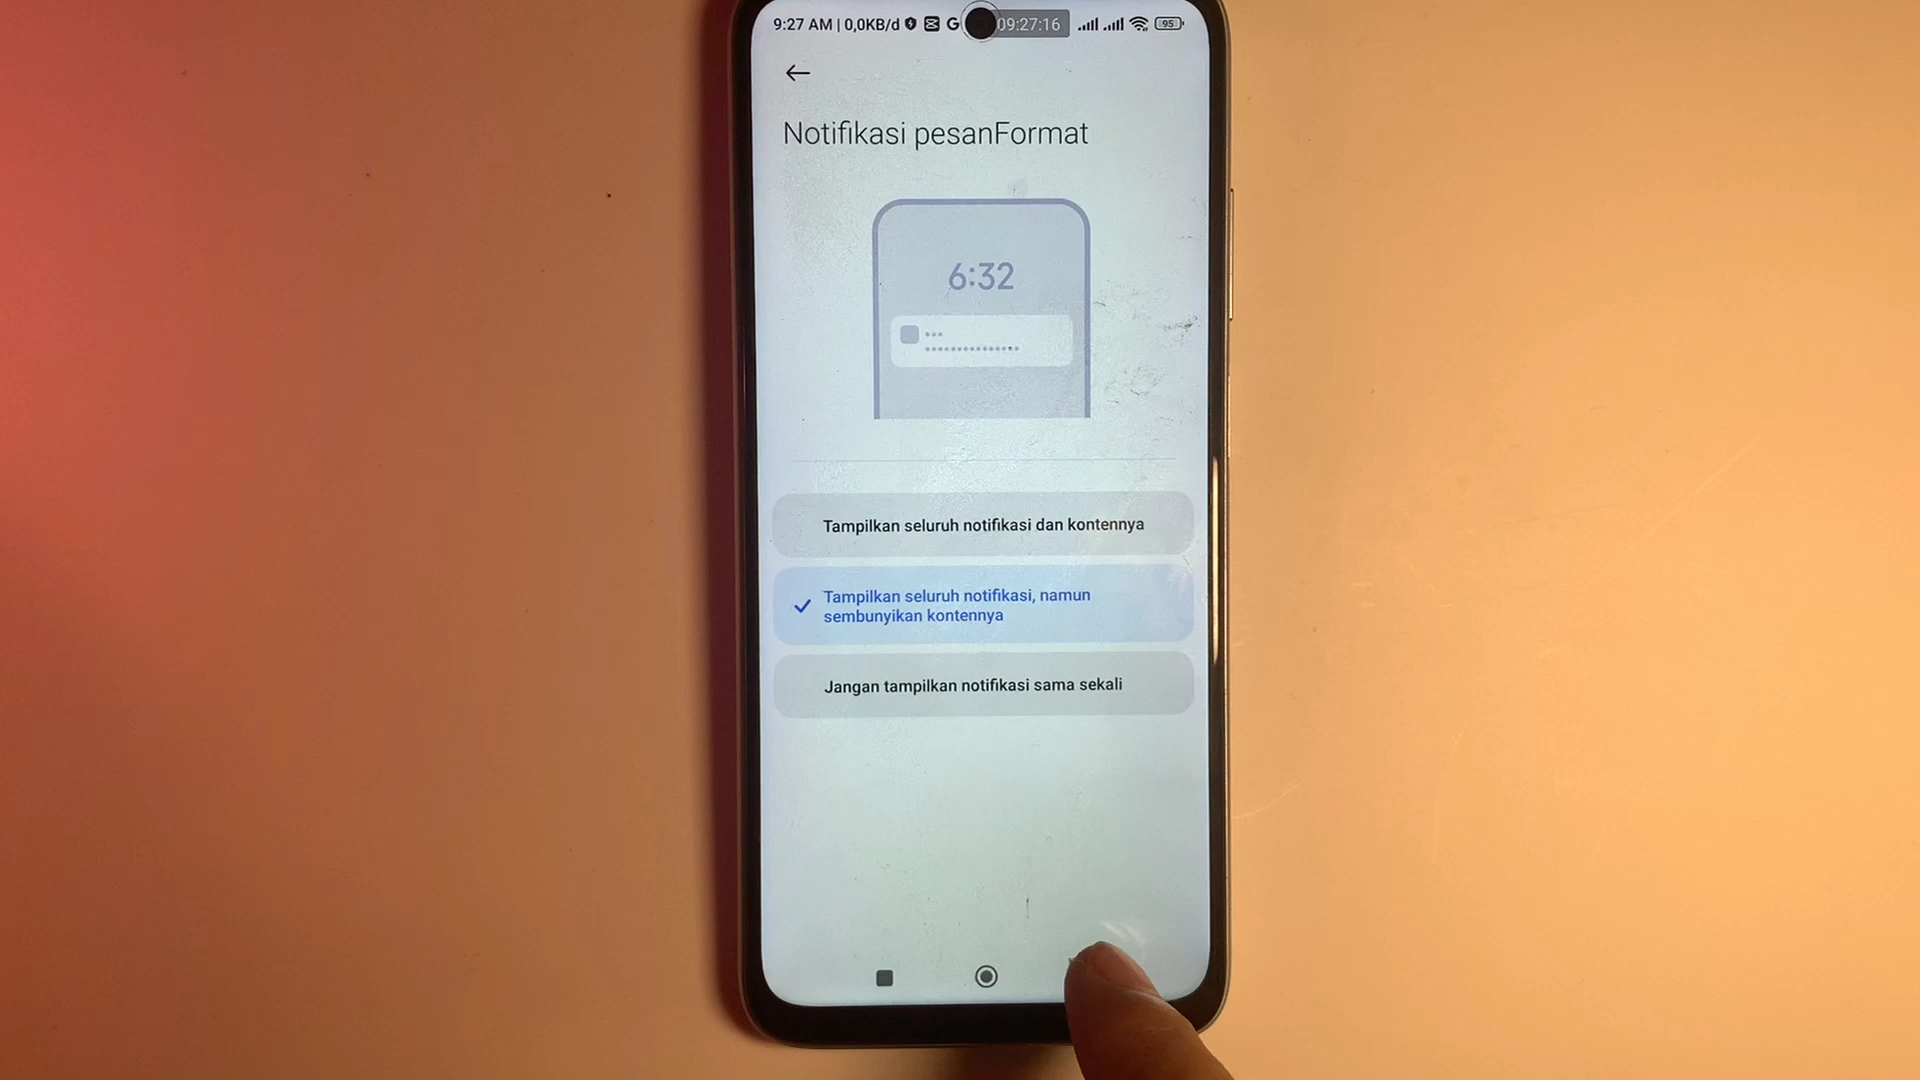 9:27 AM | 0,0KB/d G 09:27:16 95
Notifikasi pesanFormat
6:32
Tampilkan seluruh notifikasi dan kontennya
Tampilkan seluruh notifikasi, namun
sembunyikan kontennya
Jangan tampilkan notifikasi sama sekali